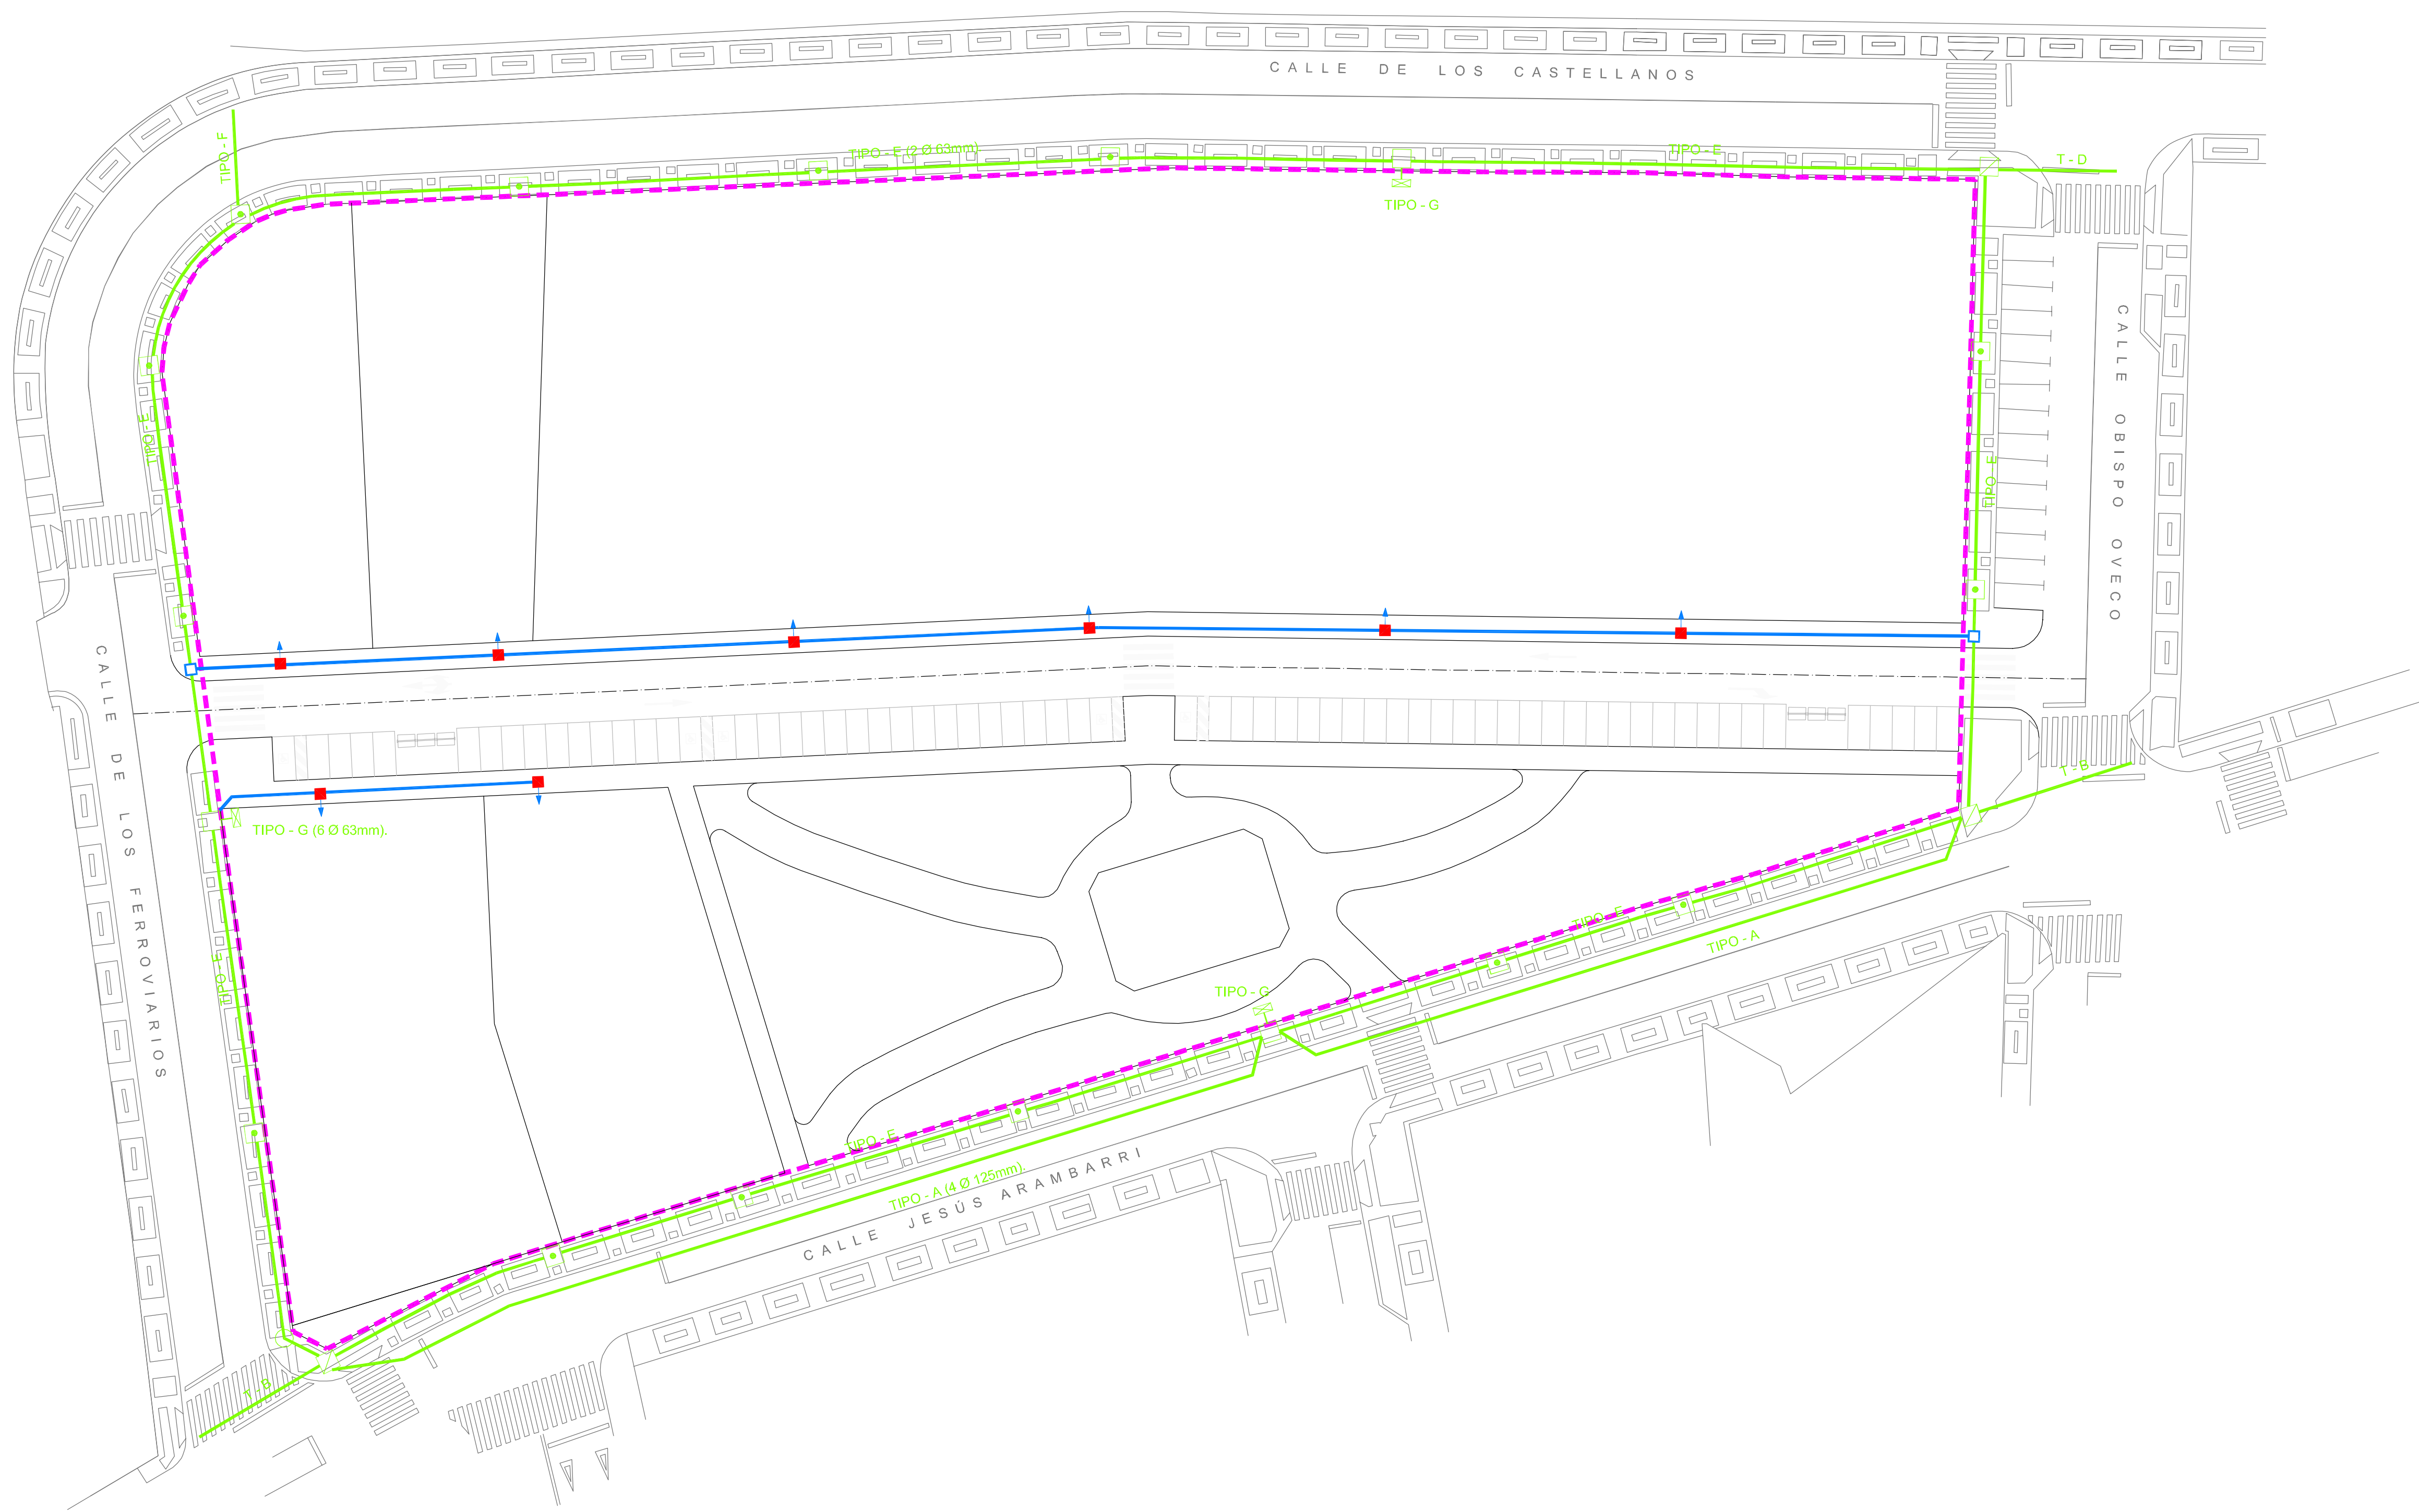 CALLE DE LOS CASTELLANOS
TIPO - F
TIPO - E (2 Ø 63mm).
TIPO - E
T - D
TIPO - G
CALLE OBISPO OVECO
TIPO - E
TIPO - E
CALLE DE LOS FERROVIARIOS
T - B
TIPO - G (6 Ø 63mm).
TIPO - E
TIPO - A
TIPO - E
TIPO - G
TIPO - E
TIPO - A (4 Ø 125mm).
CALLE JESÚS ARAMBARRI
T - B